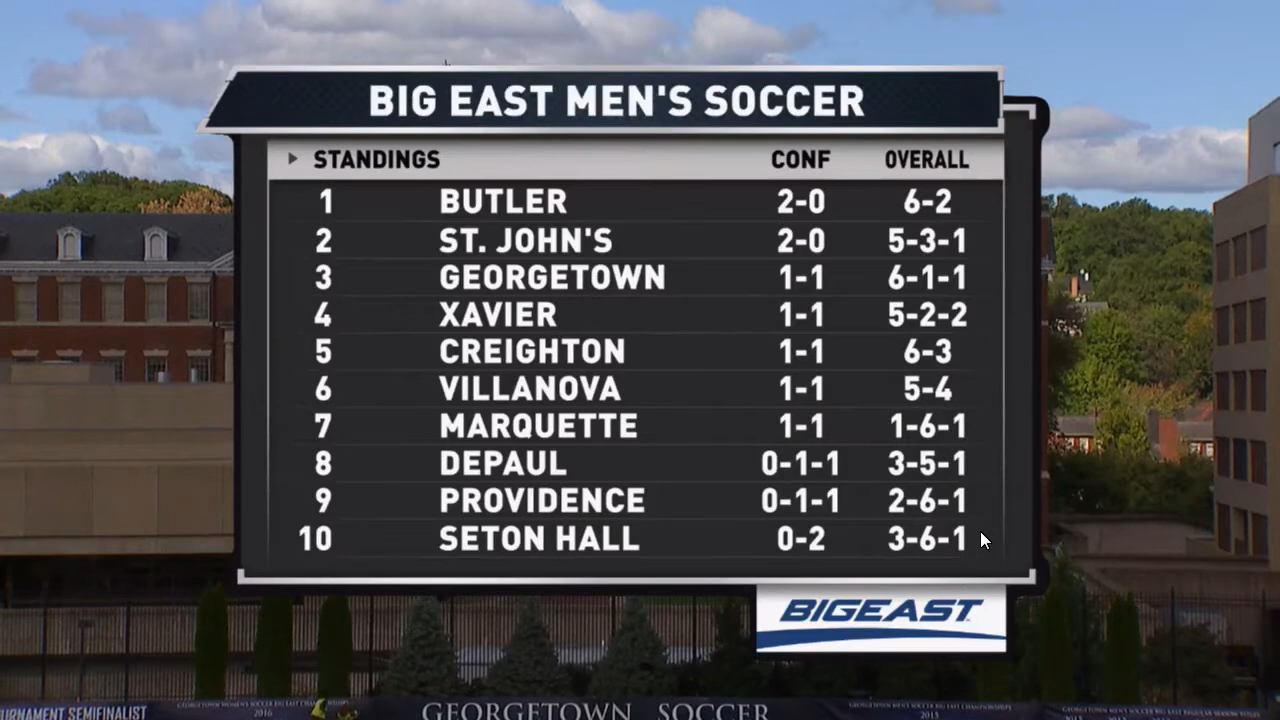 BIG EAST MEN'S SOCCER
STANDINGS CONF OVERALL
1 BUTLER 2-0 6-2
2 ST. JOHN'S 2-0 5-3-1
3 GEORGETOWN 1-1 6-1-1
4 XAVIER 1-1 5-2-2
5 CREIGHTON 1-1 6-3
6 VILLANOVA 1-1 5-4
7 MARQUETTE 1-1 1-6-1
8 DEPAUL 0-1-1 3-5-1
9 PROVIDENCE 0-1-1 2-6-1
10 SETON HALL 0-2 3-6-1
BIGEAST
GEORGETOWN SOCCER